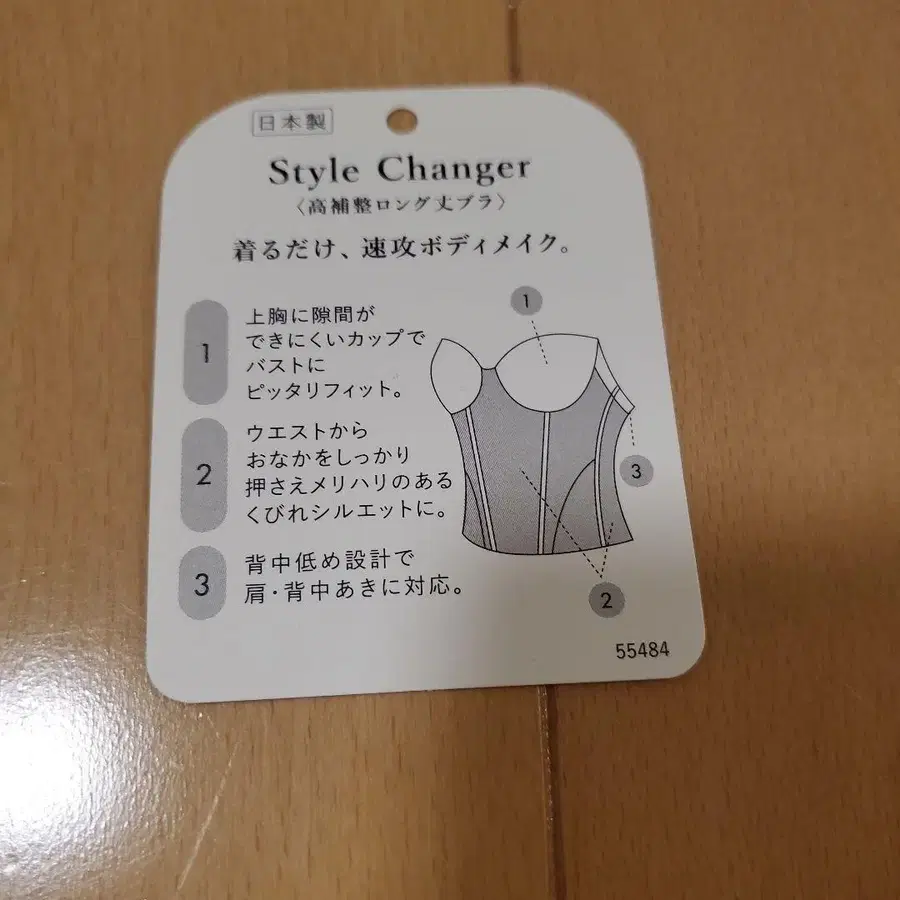 日本製
Style Changer
〈高補整ロング丈ブラ〉
着るだけ、速攻ボディメイク。
1
上胸に隙間が
できにくいカップで
バストに
ピッタリフィット。
2
ウエストから
おなかをしっかり
押さえメリハリのある
くびれシルエットに。
3
背中低め設計で
肩・背中あきに対応。
1
3
2
55484